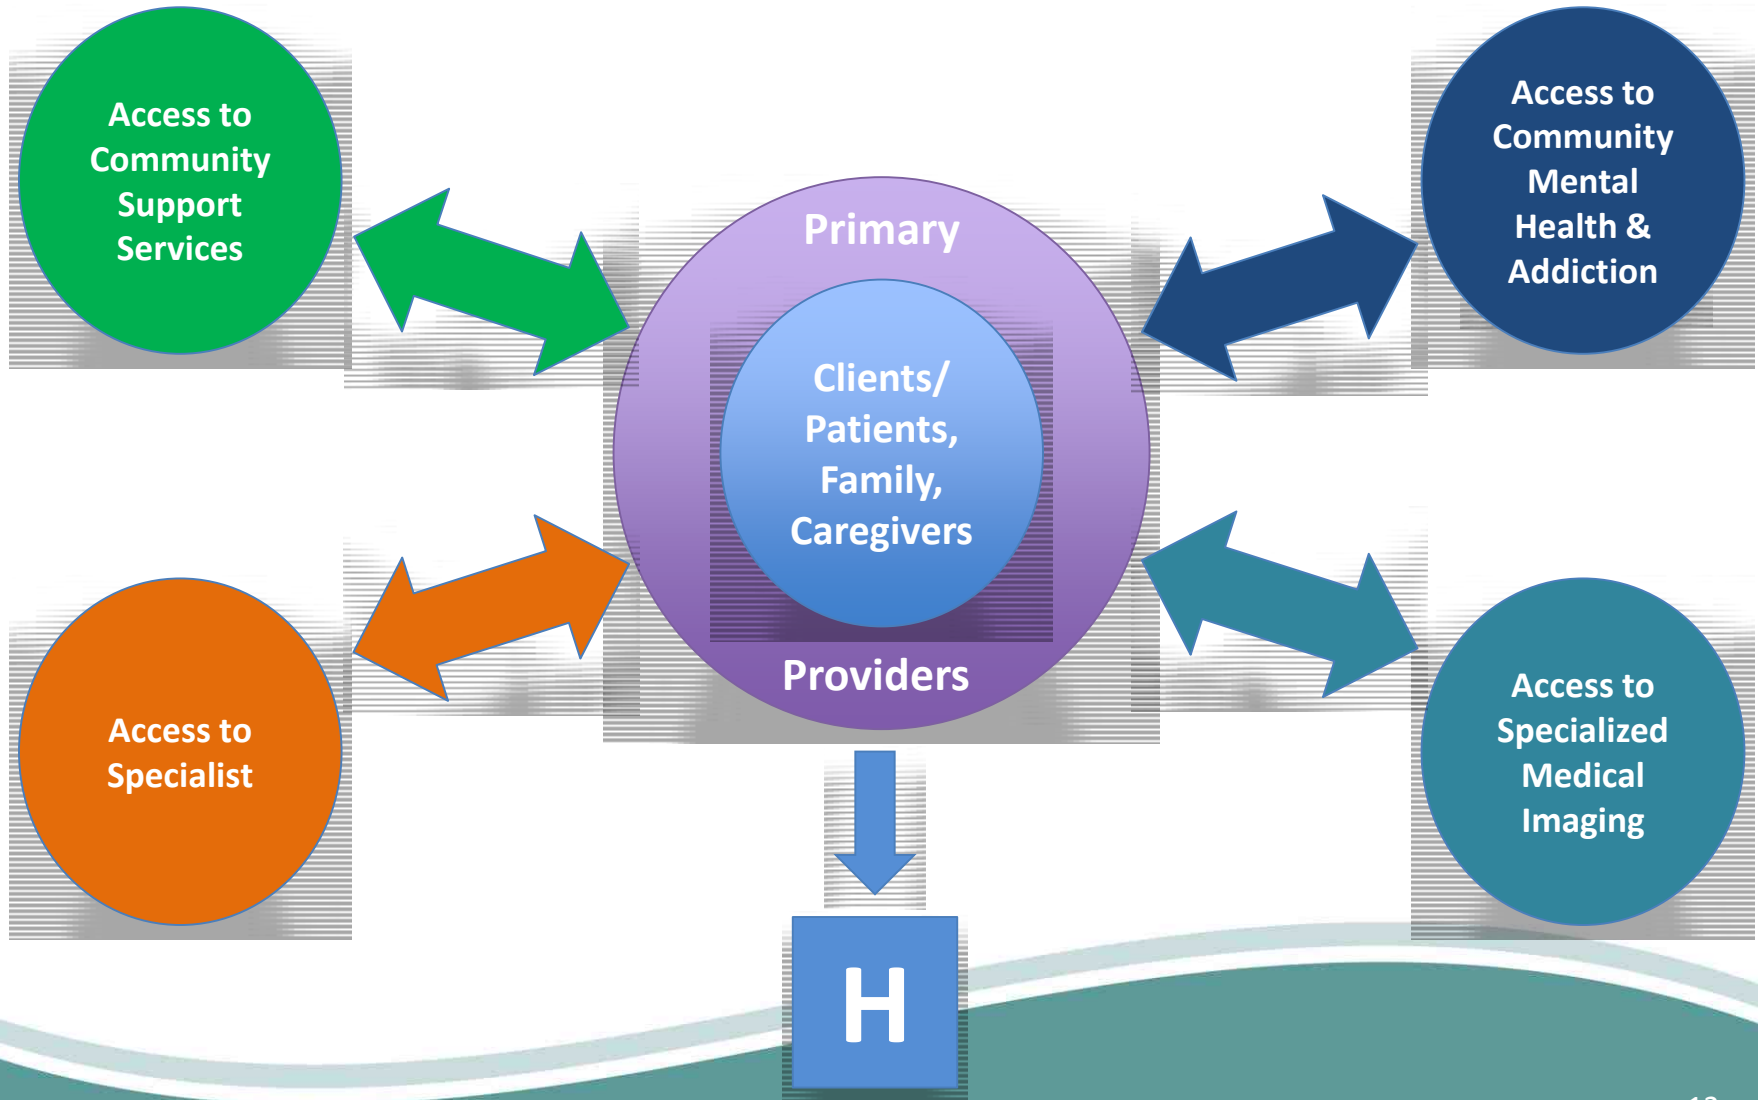 Access to
Community
Support
Services
Access to
Community
Mental
Health &
Addiction
Primary
Clients/
Patients,
Family,
Caregivers
Providers
Access to
Specialist
Access to
Specialized
Medical
Imaging
H